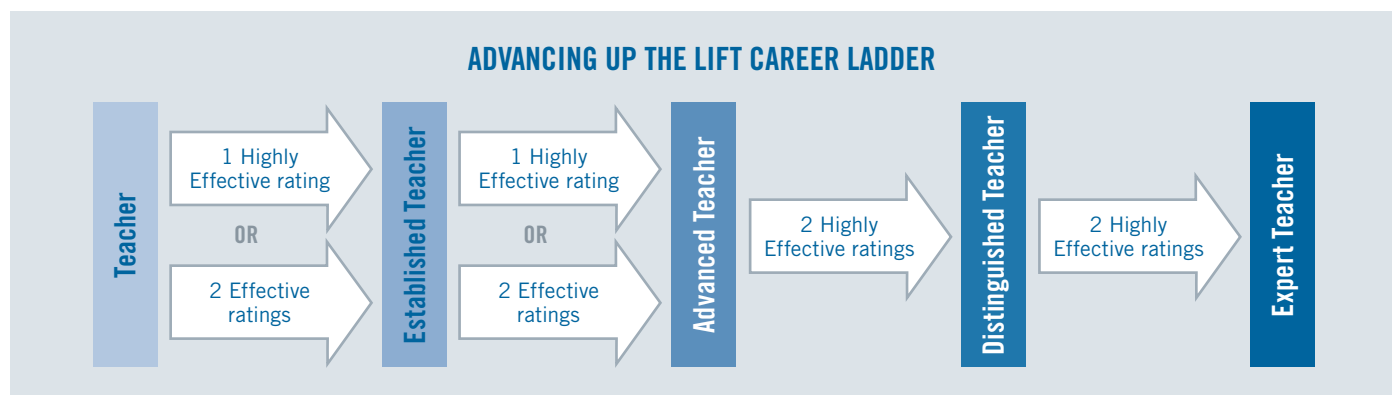 ADVANCING UP THE LIFT CAREER LADDER
Teacher
1 Highly
Effective rating
OR
2 Effective
ratings
Established Teacher
1 Highly
Effective rating
OR
2 Effective
ratings
Advanced Teacher
2 Highly
Effective ratings
Distinguished Teacher
2 Highly
Effective ratings
Expert Teacher